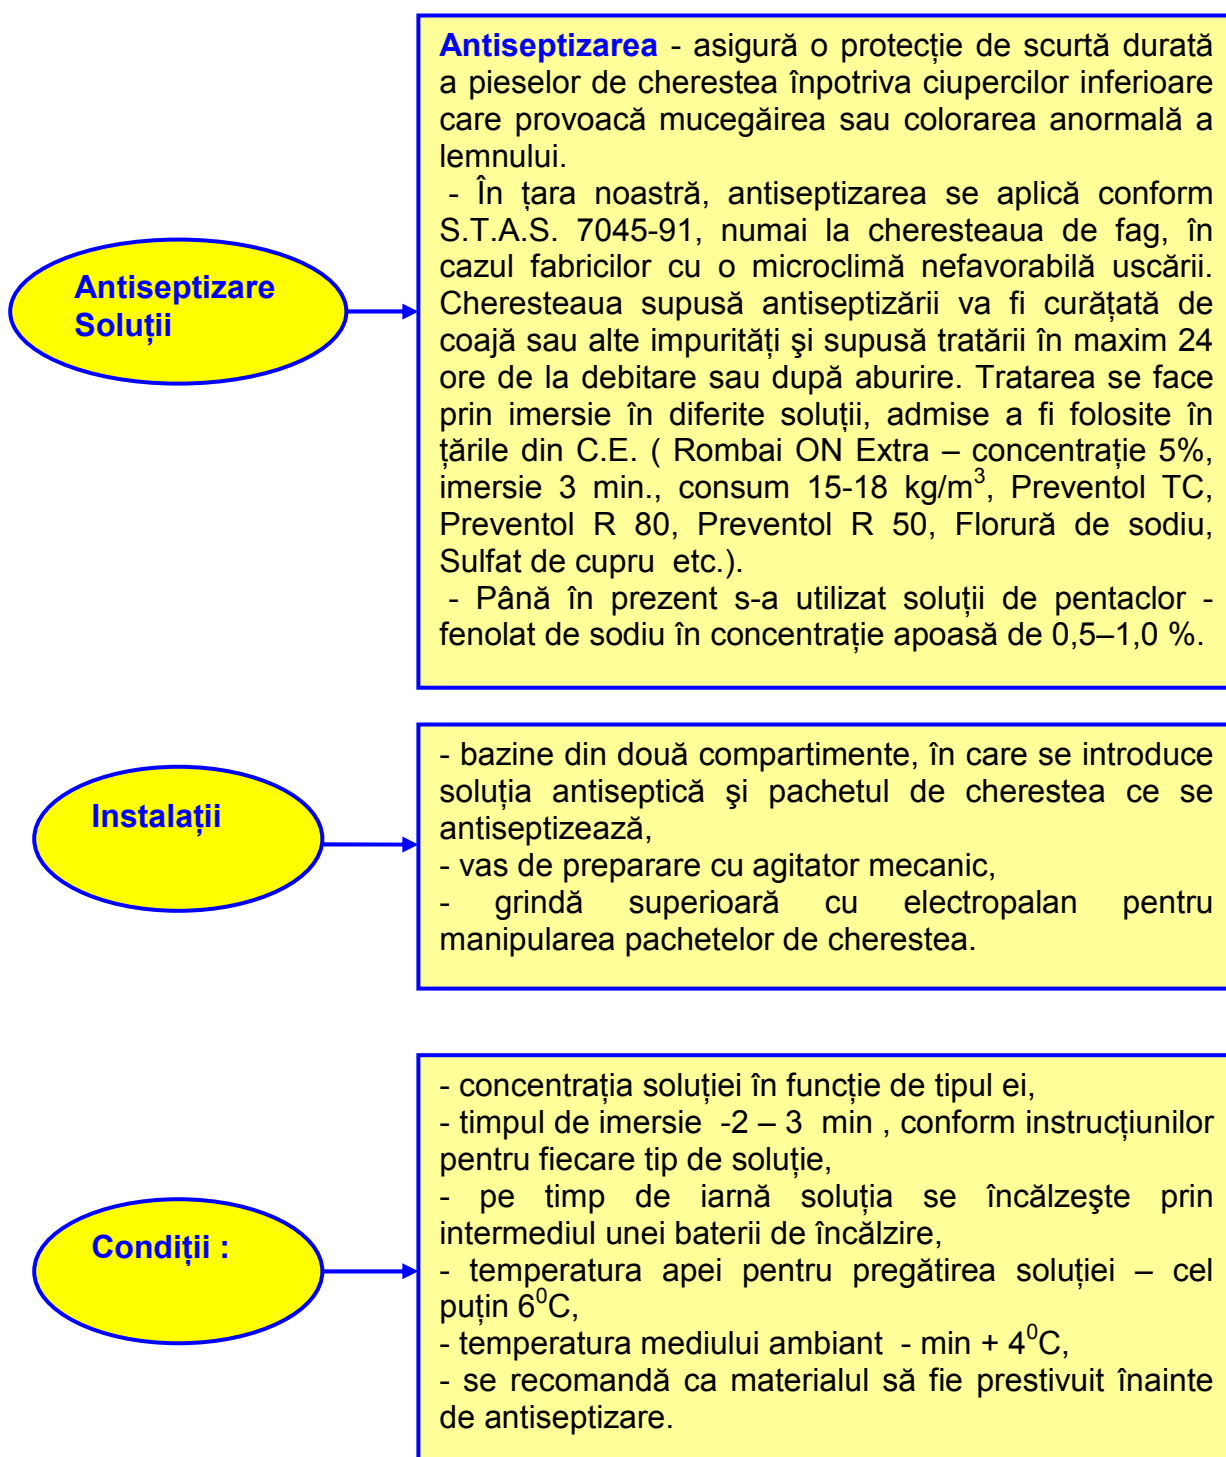 Antiseptizarea - asigură o protecție de scurtă durată
a pieselor de cherestea înpotriva ciupercilor inferioare
care provoacă mucegăirea sau colorarea anormală a
lemnului.
- În țara noastră, antiseptizarea se aplică conform
S.T.A.S. 7045-91, numai la cheresteaua de fag, în
cazul fabricilor cu o microclimă nefavorabilă uscării.
Cheresteaua supusă antiseptizării va fi curățată de
coajă sau alte impurități şi supusă tratării în maxim 24
ore de la debitare sau după aburire. Tratarea se face
prin imersie în diferite soluții, admise a fi folosite în
țările din C.E. ( Rombai ON Extra – concentrație 5%,
imersie 3 min., consum 15-18 kg/m³, Preventol TC,
Preventol R 80, Preventol R 50, Florură de sodiu,
Sulfat de cupru etc.).
- Până în prezent s-a utilizat soluții de pentaclor -
fenolat de sodiu în concentrație apoasă de 0,5–1,0 %.
Antiseptizare
Soluții
- bazine din două compartimente, în care se introduce
soluția antiseptică şi pachetul de cherestea ce se
antiseptizează,
- vas de preparare cu agitator mecanic,
- grindă superioară cu electropalan pentru
manipularea pachetelor de cherestea.
Instalații
- concentrația soluției în funcție de tipul ei,
- timpul de imersie -2 – 3 min , conform instrucțiunilor
pentru fiecare tip de soluție,
- pe timp de iarnă soluția se încălzeşte prin
intermediul unei baterii de încălzire,
- temperatura apei pentru pregătirea soluției – cel
puțin 6⁰C,
- temperatura mediului ambiant - min + 4⁰C,
- se recomandă ca materialul să fie prestivuit înainte
de antiseptizare.
Condiții :